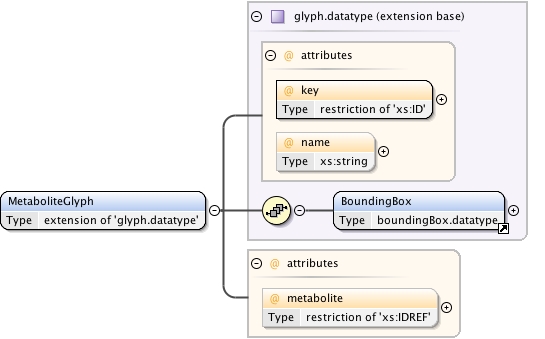 glyph.datatype (extension base)
@ attributes
@ key
Type restriction of 'xs:ID'
@ name
Type xs:string
MetaboliteGlyph
Type extension of 'glyph.datatype'
BoundingBox
Type boundingBox.datatype
@ attributes
@ metabolite
Type restriction of 'xs:IDREF'